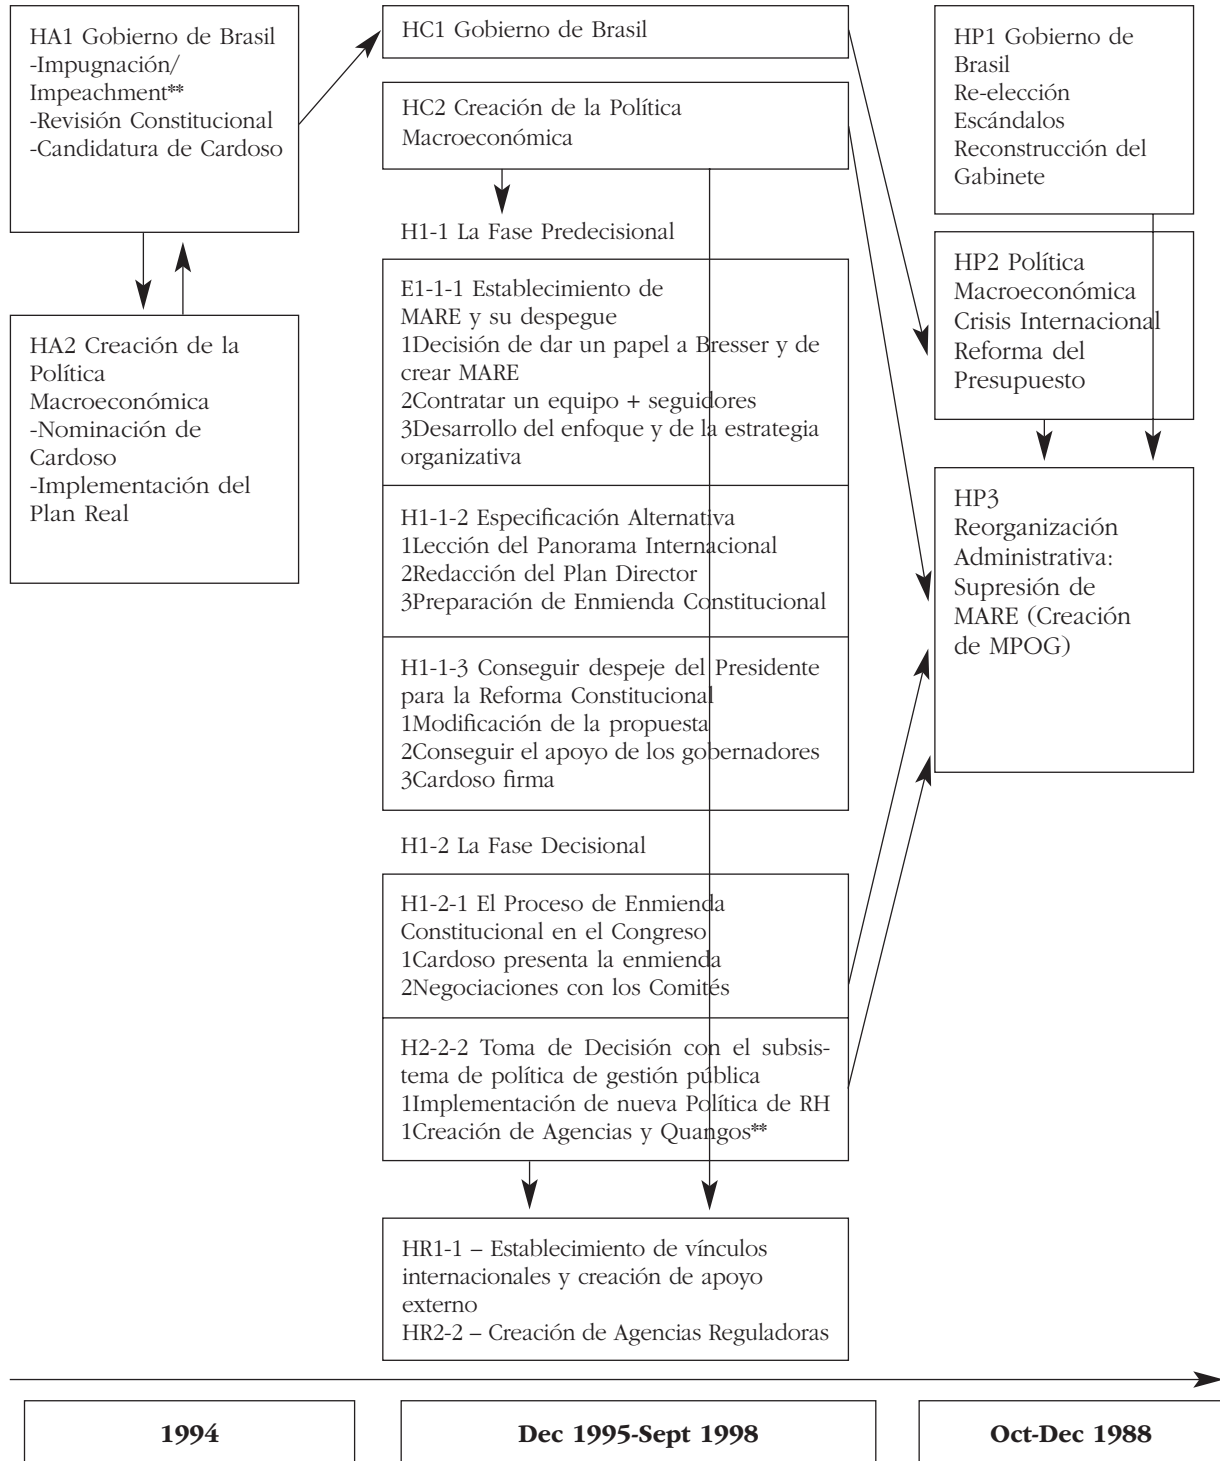 HA1 Gobierno de Brasil
-Impugnación/
Impeachment**
-Revisión Constitucional
-Candidatura de Cardoso
HA2 Creación de la
Política
Macroeconómica
-Nominación de
Cardoso
-Implementación del
Plan Real
HC1 Gobierno de Brasil
HC2 Creación de la Política
Macroeconómica
H1-1 La Fase Predecisional
E1-1-1 Establecimiento de
MARE y su despegue
1Decisión de dar un papel a Bresser y de
crear MARE
2Contratar un equipo + seguidores
3Desarrollo del enfoque y de la estrategia
organizativa
H1-1-2 Especificación Alternativa
1Lección del Panorama Internacional
2Redacción del Plan Director
3Preparación de Enmienda Constitucional
H1-1-3 Conseguir despeje del Presidente
para la Reforma Constitucional
1Modificación de la propuesta
2Conseguir el apoyo de los gobernadores
3Cardoso firma
H1-2 La Fase Decisional
H1-2-1 El Proceso de Enmienda
Constitucional en el Congreso
1Cardoso presenta la enmienda
2Negociaciones con los Comités
H2-2-2 Toma de Decisión con el subsis-
tema de política de gestión pública
1Implementación de nueva Política de RH
1Creación de Agencias y Quangos**
HR1-1 – Establecimiento de vínculos
internacionales y creación de apoyo
externo
HR2-2 – Creación de Agencias Reguladoras
HP1 Gobierno de
Brasil
Re-elección
Escándalos
Reconstrucción del
Gabinete
HP2 Política
Macroeconómica
Crisis Internacional
Reforma del
Presupuesto
HP3
Reorganización
Administrativa:
Supresión de
MARE (Creación
de MPOG)
1994
Dec 1995-Sept 1998
Oct-Dec 1988